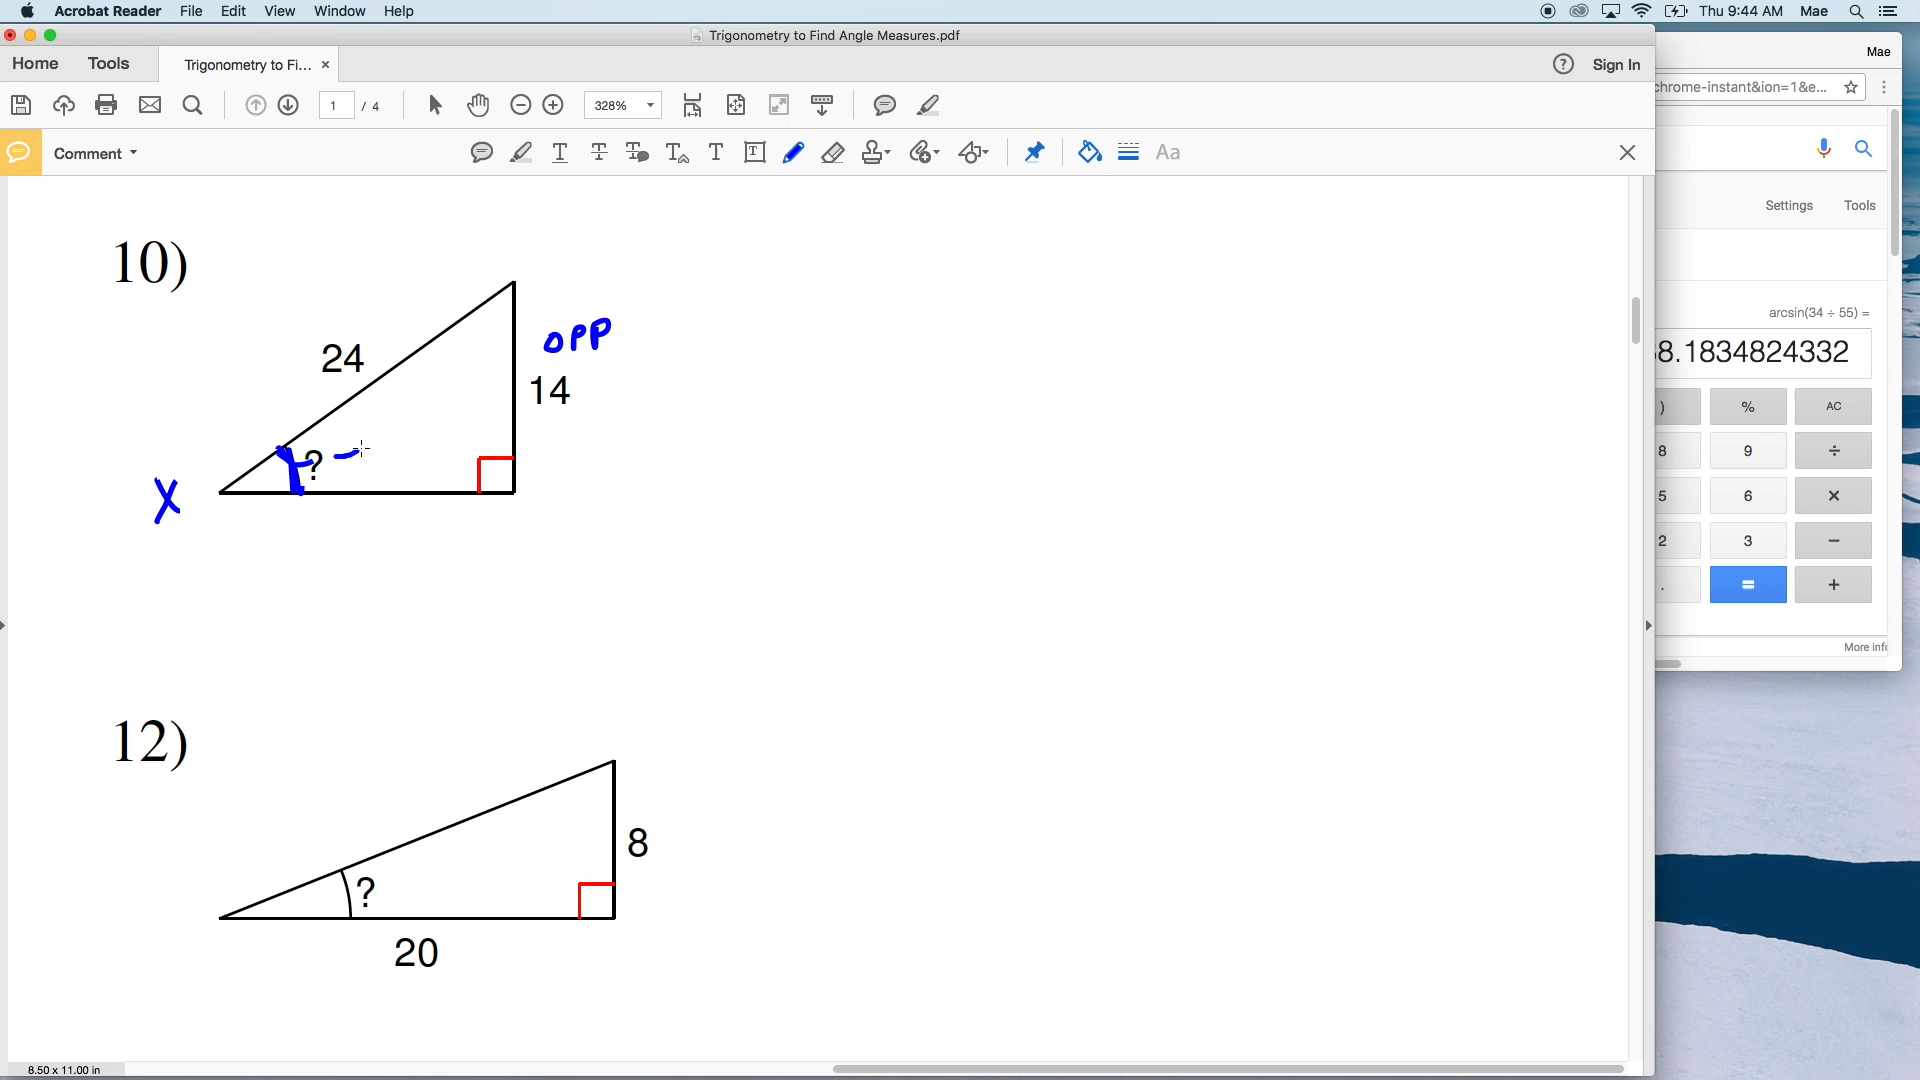 Acrobat Reader File Edit View Window Help Thu 9:44 AM Mae
Trigonometry to Find Angle Measures.pdf
Mae
Home Tools Trigonometry to Fi... × ? Sign In
chrome-instant&ion=1&e...
1 / 4 328%
Comment T T T T T T Aa
Settings Tools
10)
opp
24
14
?
x
arcsin(34 ÷ 55) =
8.1834824332
) % AC
8 9 ÷
5 6 ×
2 3 −
. = +
More info
12)
8
?
20
8.50 x 11.00 in